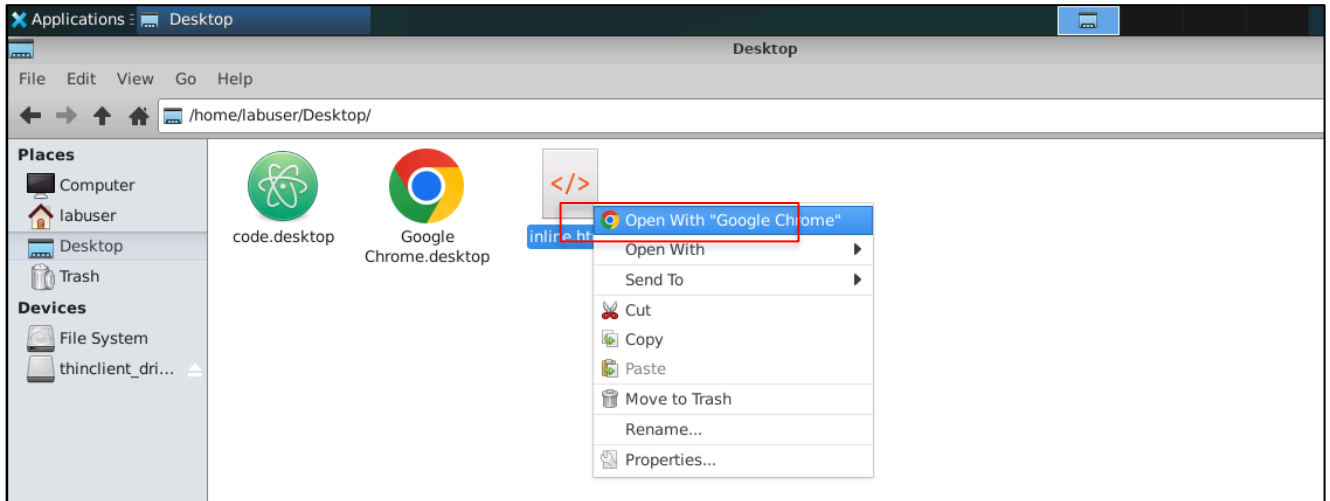 Applications Desktop
Desktop
File Edit View Go Help
/home/labuser/Desktop/
Places
Computer
labuser
Desktop
Trash
Devices
File System
thinclient_dri...
code.desktop
Google
Chrome.desktop
</>
Open With "Google Chrome"
Open With
Send To
Cut
Copy
Paste
Move to Trash
Rename...
Properties...